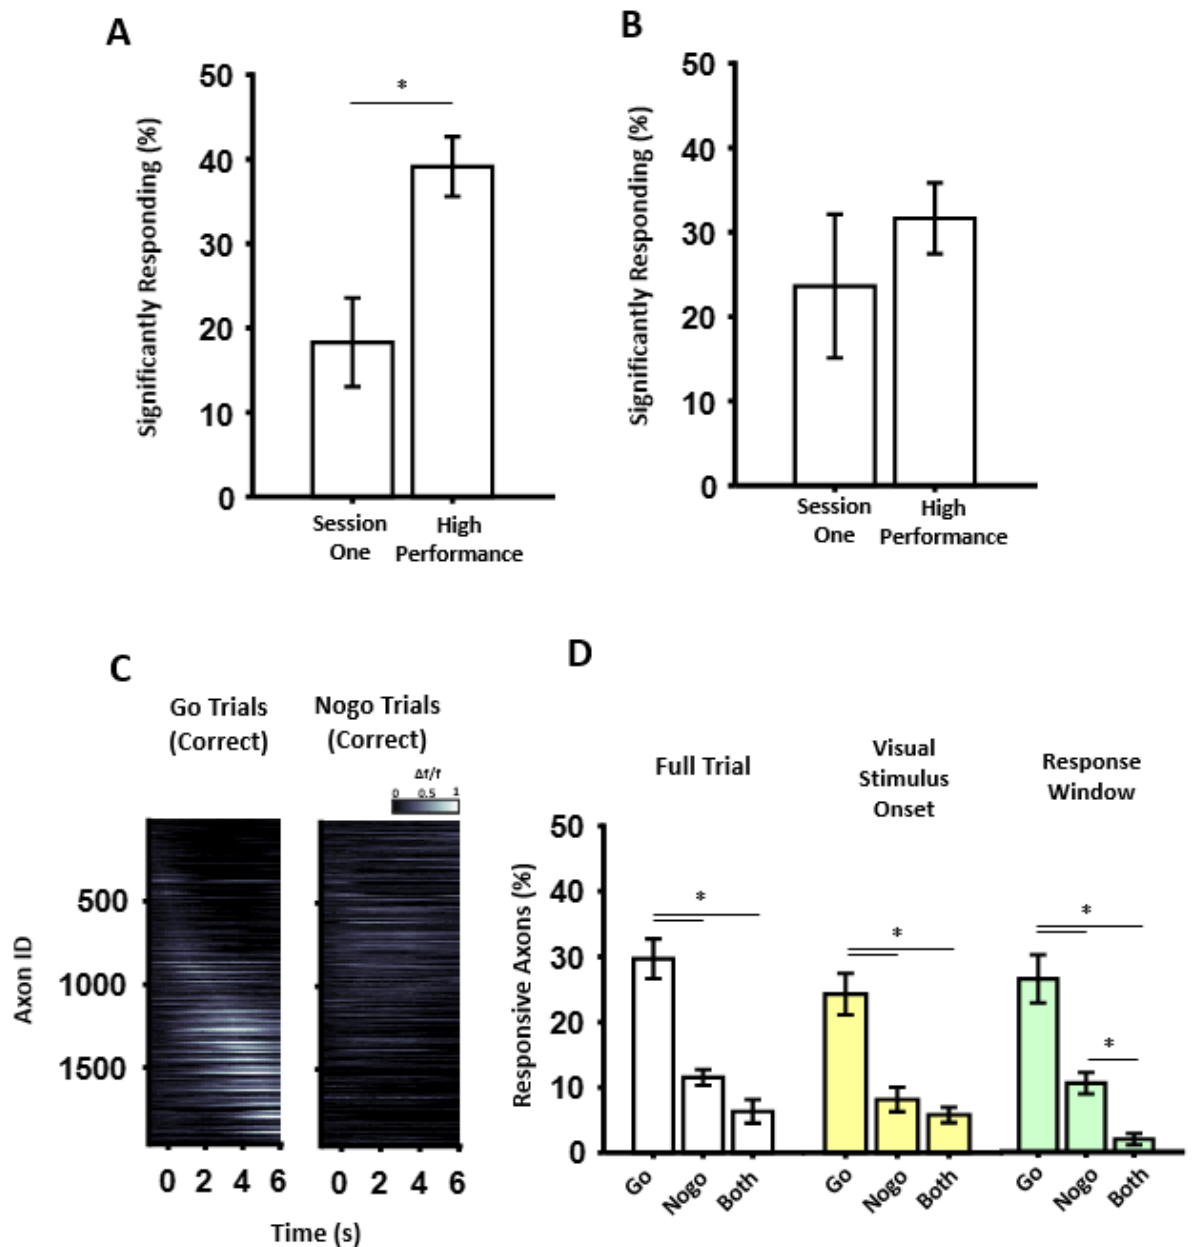 A
50
40
30
20
10
0
Significantly Responding (%)
*
Session
One
High
Performance
B
50
40
30
20
10
0
Significantly Responding (%)
Session
One
High
Performance
C
Go Trials
(Correct)
Nogo Trials
(Correct)
Δf/f
0 0.5 1
500
1000
1500
Axon ID
0 2 4 6
0 2 4 6
Time (s)
D
Full Trial
Visual
Stimulus
Onset
Response
Window
50
40
30
20
10
0
Responsive Axons (%)
*
*
*
*
Go
Nogo
Both
Go
Nogo
Both
Go
Nogo
Both